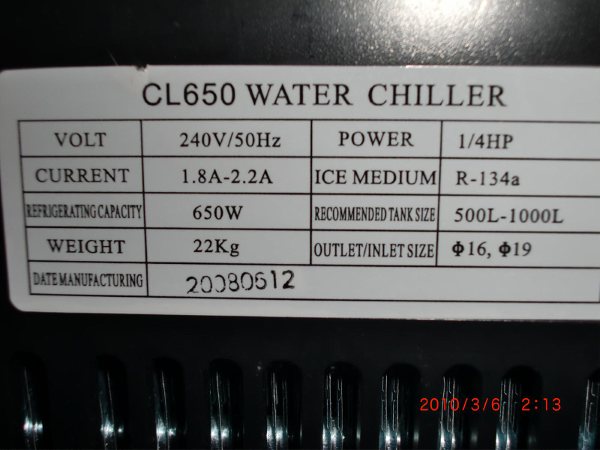 CL650 WATER CHILLER
VOLT 240V/50Hz POWER 1/4HP
CURRENT 1.8A-2.2A ICE MEDIUM R-134a
REFRIGERATING CAPACITY 650W RECOMMENDED TANK SIZE 500L-1000L
WEIGHT 22Kg OUTLET/INLET SIZE Φ16, Φ19
DATE MANUFACTURING 20080612
2010/3/6 2:13